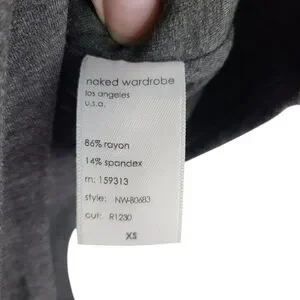 naked wardrobe
los angeles
u.s.a.
86% rayon
14% spandex
rn: 159313
style: NW-B0683
cut: R1230
XS